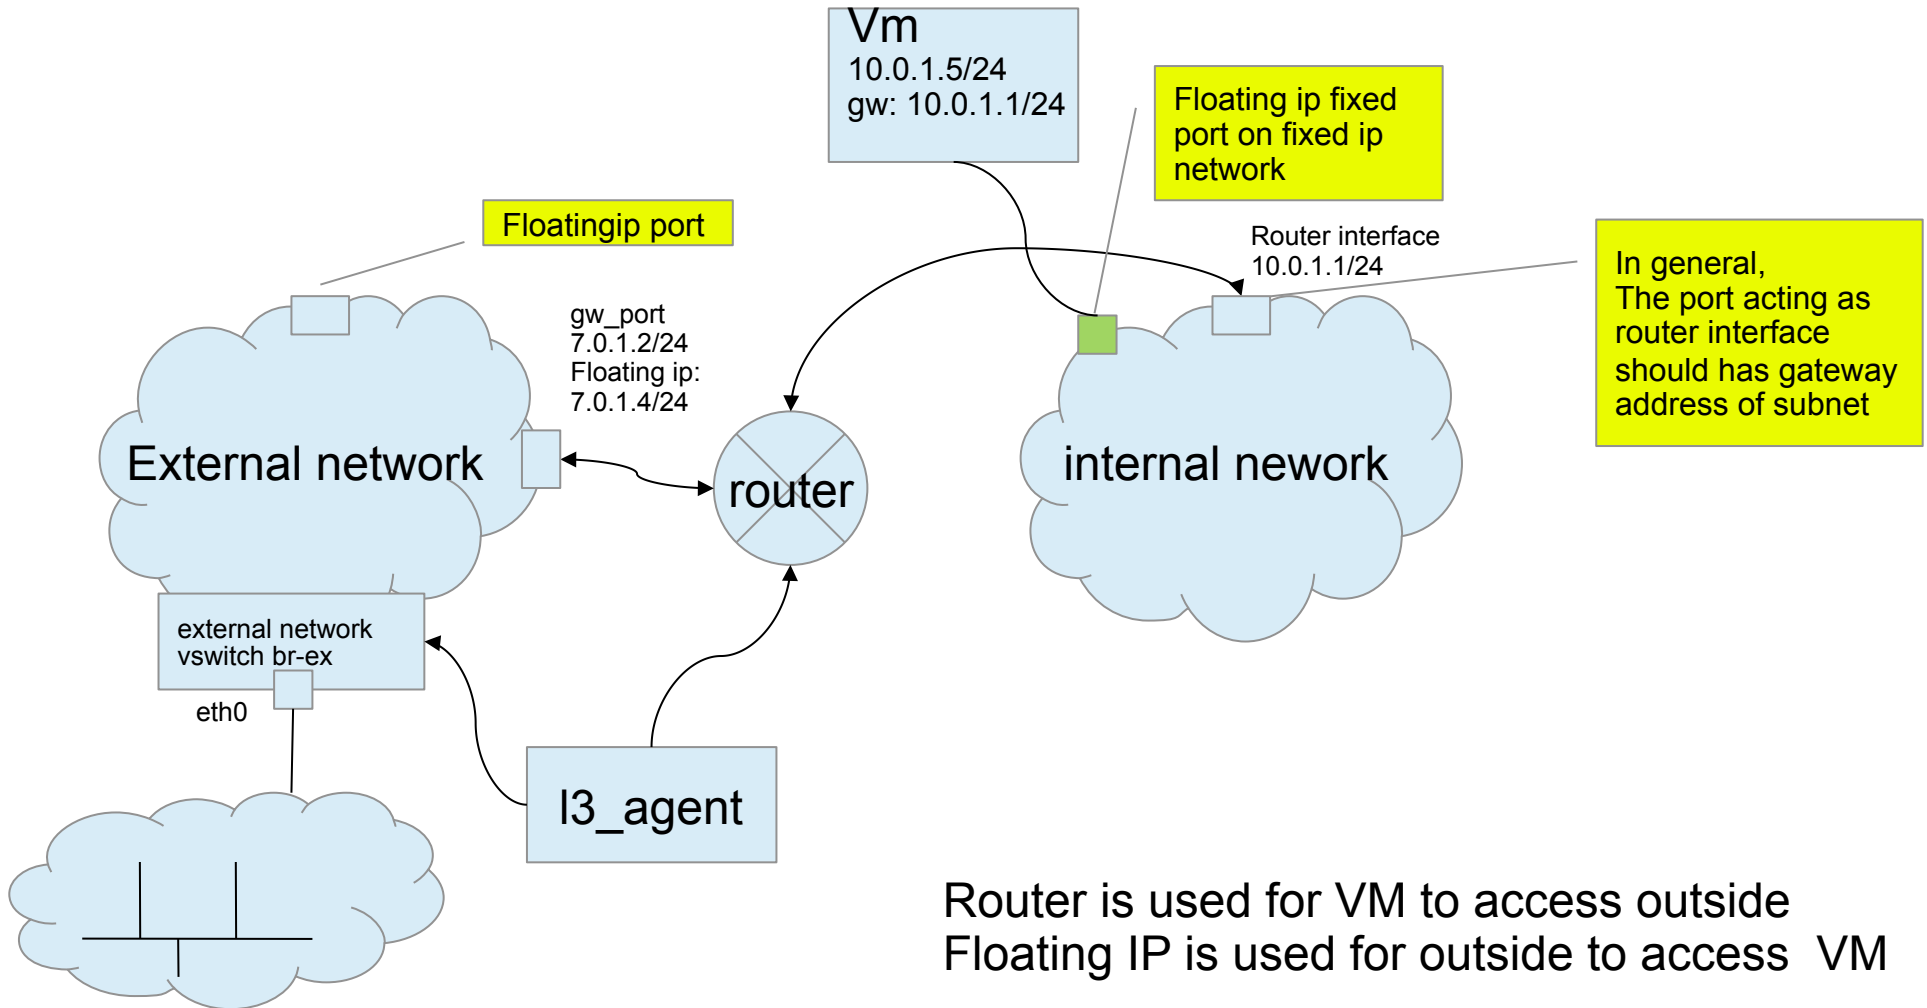 Vm
10.0.1.5/24
gw: 10.0.1.1/24
Floating ip fixed
port on fixed ip
network
Floatingip port
Router interface
10.0.1.1/24
In general,
The port acting as
router interface
should has gateway
address of subnet
gw_port
7.0.1.2/24
Floating ip:
7.0.1.4/24
External network
router
internal nework
external network
vswitch br-ex
eth0
l3_agent
Router is used for VM to access outside
Floating IP is used for outside to access  VM